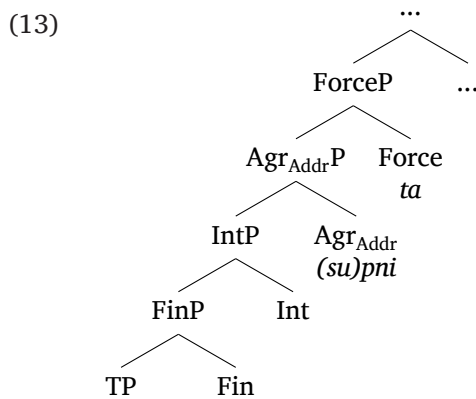 (13)
...
ForceP ...
Agr_Addr P Force
ta
IntP Agr_Addr
(su)pni
FinP Int
TP Fin